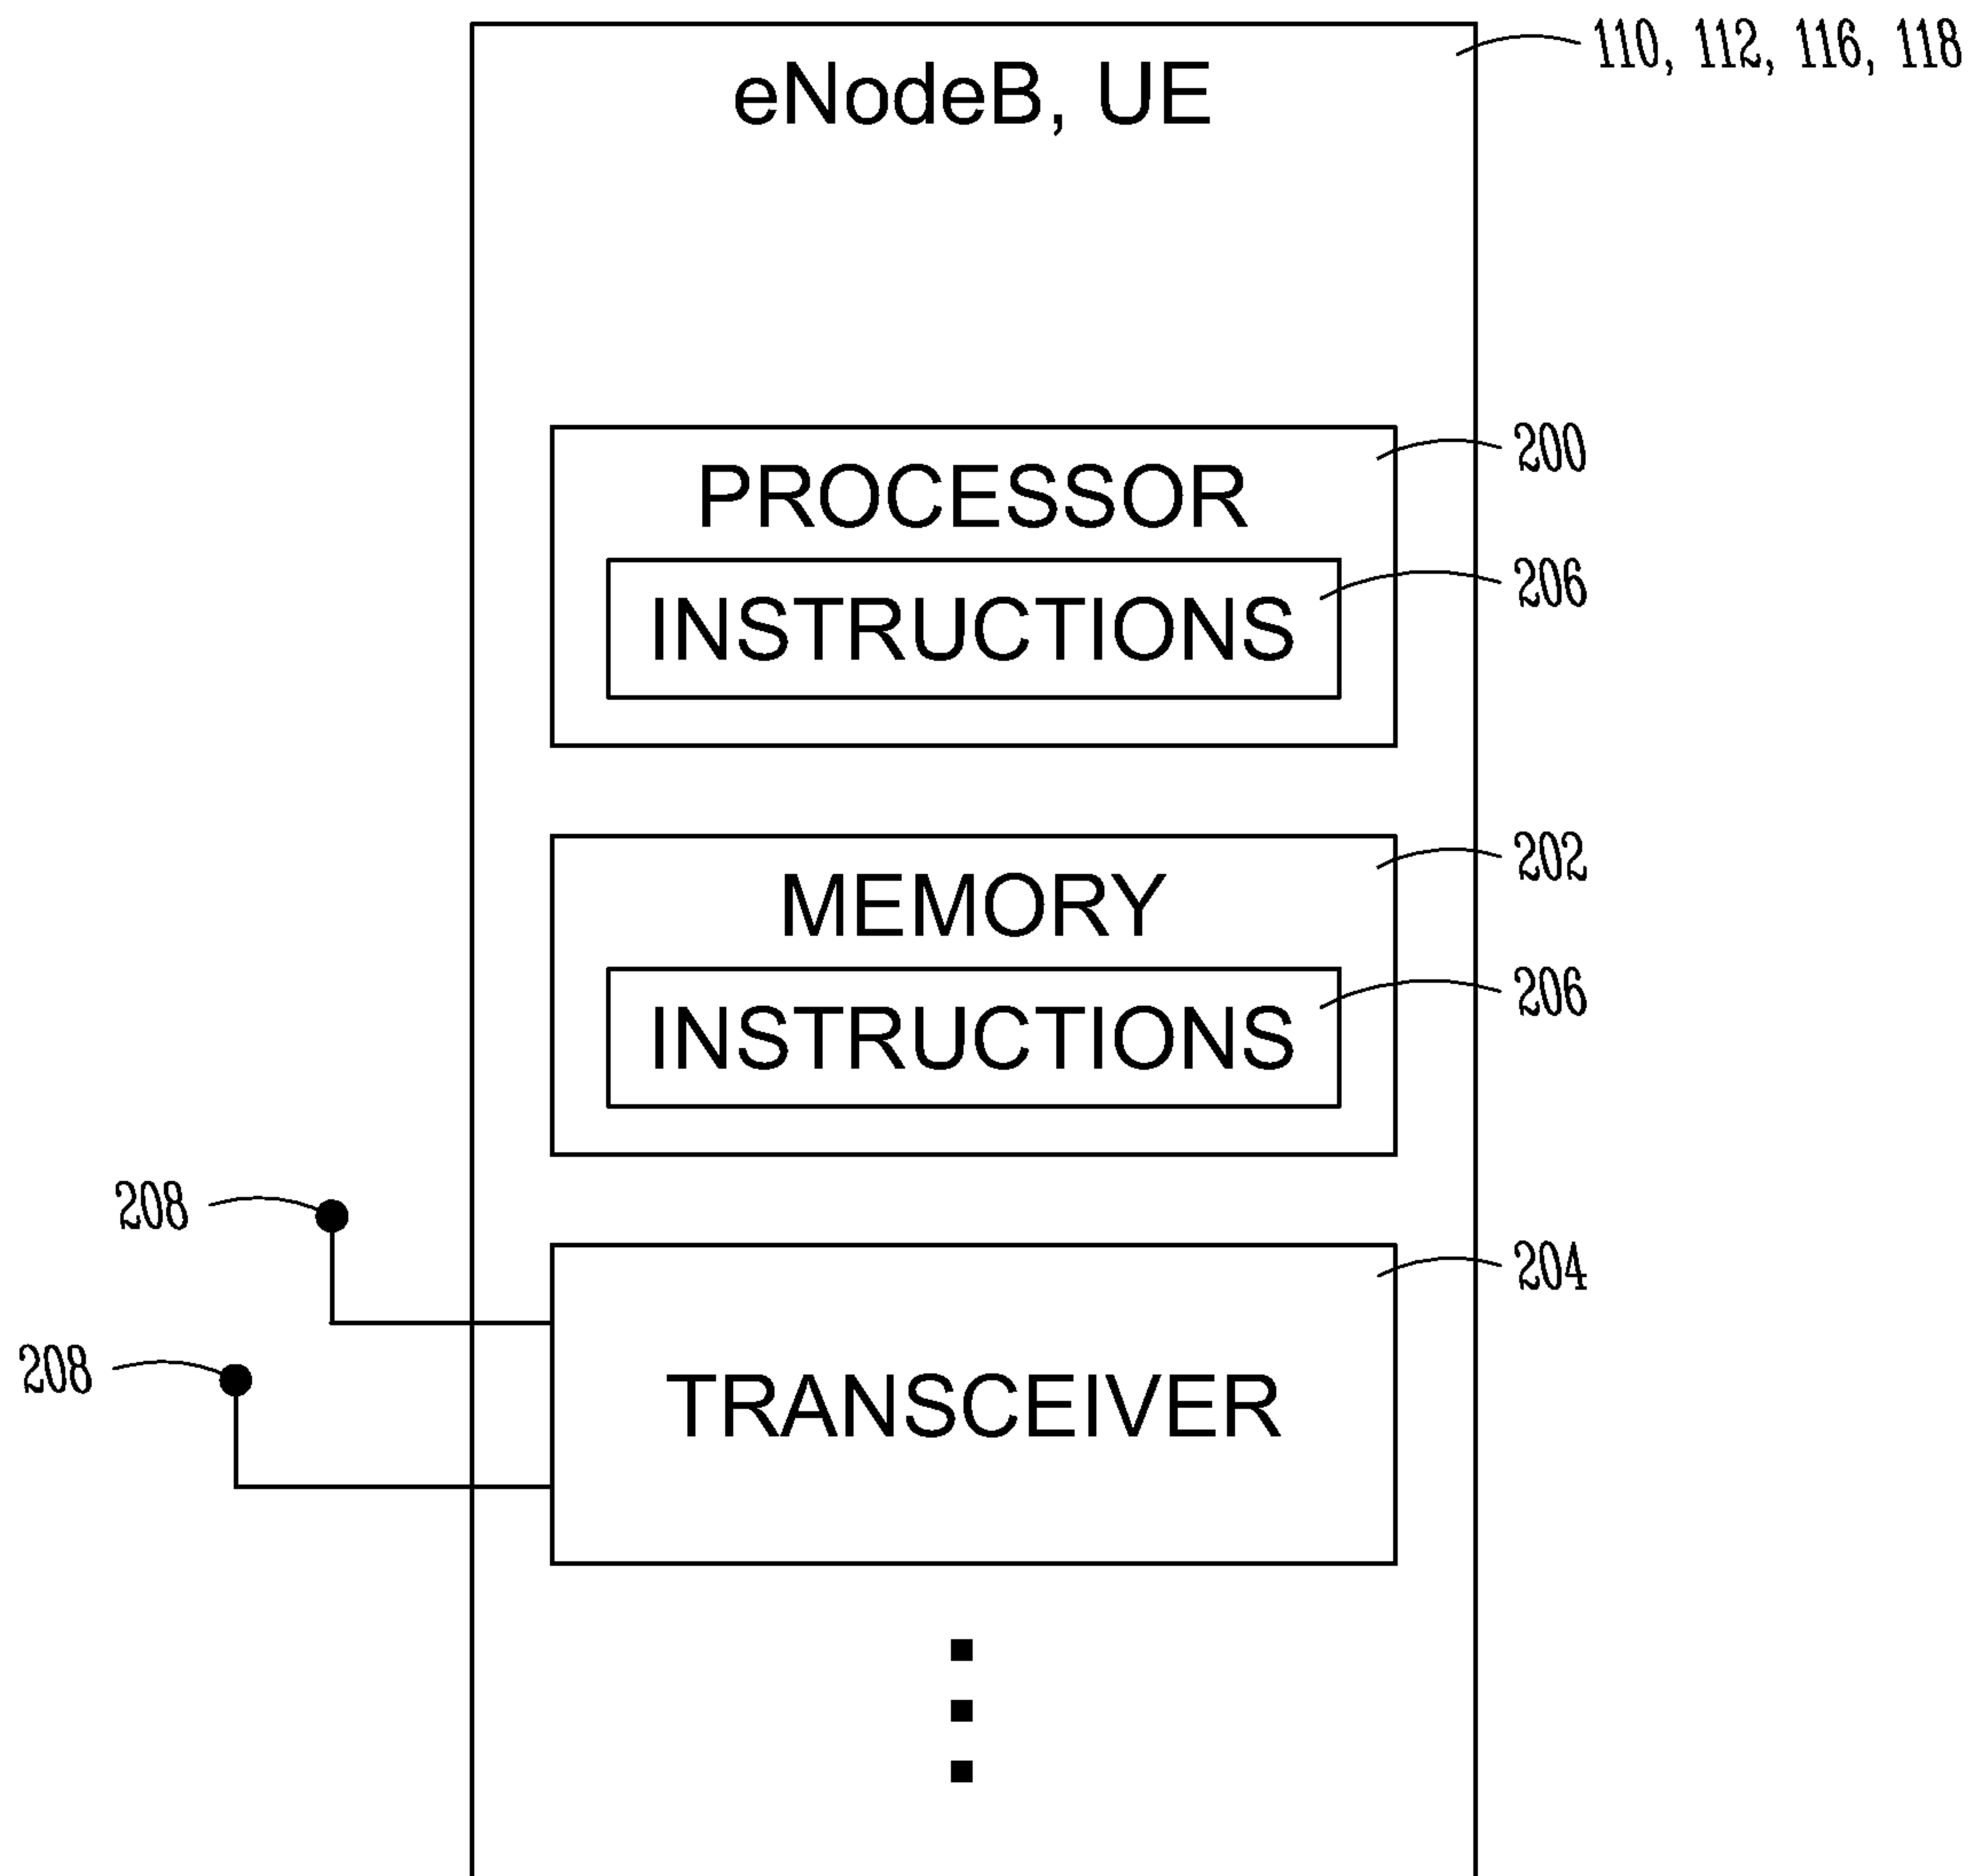 110, 112, 116, 118
eNodeB, UE
200
PROCESSOR
206
INSTRUCTIONS
202
MEMORY
206
INSTRUCTIONS
208
204
208
TRANSCEIVER